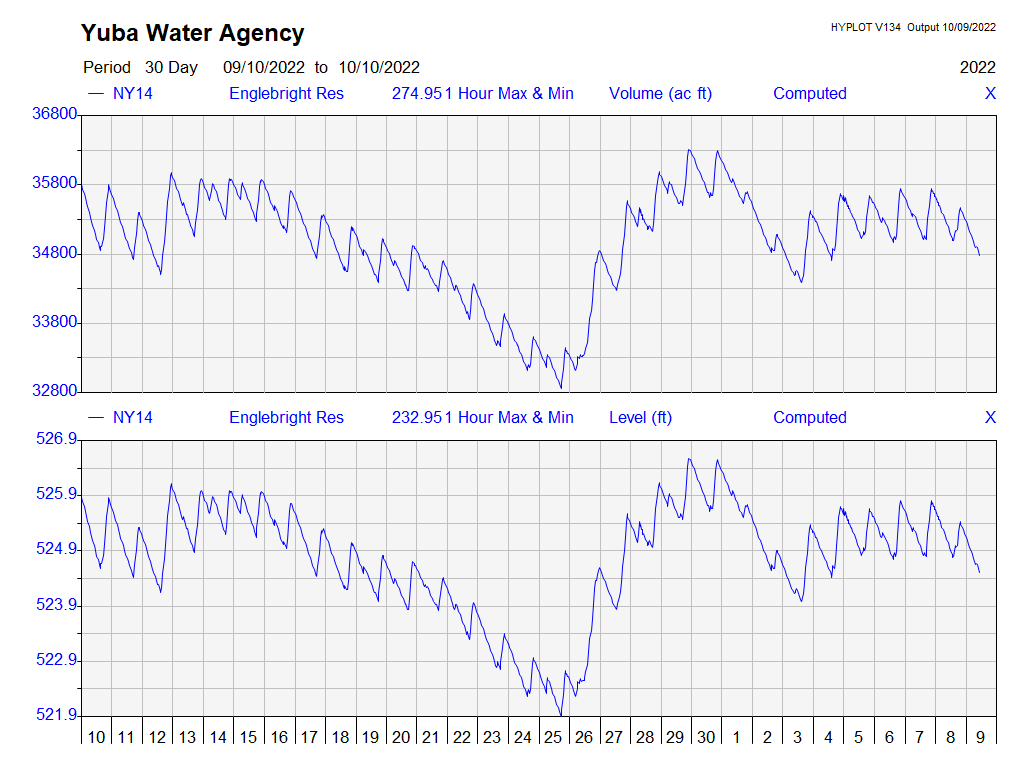 Yuba Water Agency
HYPLOT V134 Output 10/09/2022
Period 30 Day 09/10/2022 to 10/10/2022 2022
— NY14 Englebright Res 274.951 Hour Max & Min Volume (ac ft) Computed X
36800
35800
34800
33800
32800
— NY14 Englebright Res 232.951 Hour Max & Min Level (ft) Computed X
526.9
525.9
524.9
523.9
522.9
521.9
10 11 12 13 14 15 16 17 18 19 20 21 22 23 24 25 26 27 28 29 30 1 2 3 4 5 6 7 8 9